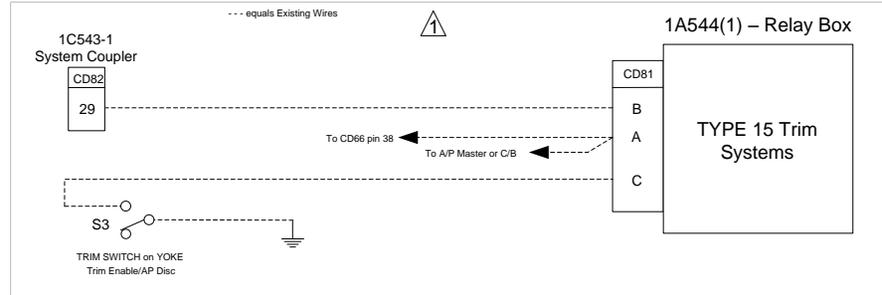 --- equals Existing Wires
1
1A544(1) – Relay Box
1C543-1
System Coupler
CD82
29
CD81
B
A
C
TYPE 15 Trim
Systems
To CD66 pin 38
To A/P Master or C/B
S3
TRIM SWITCH on YOKE
Trim Enable/AP Disc